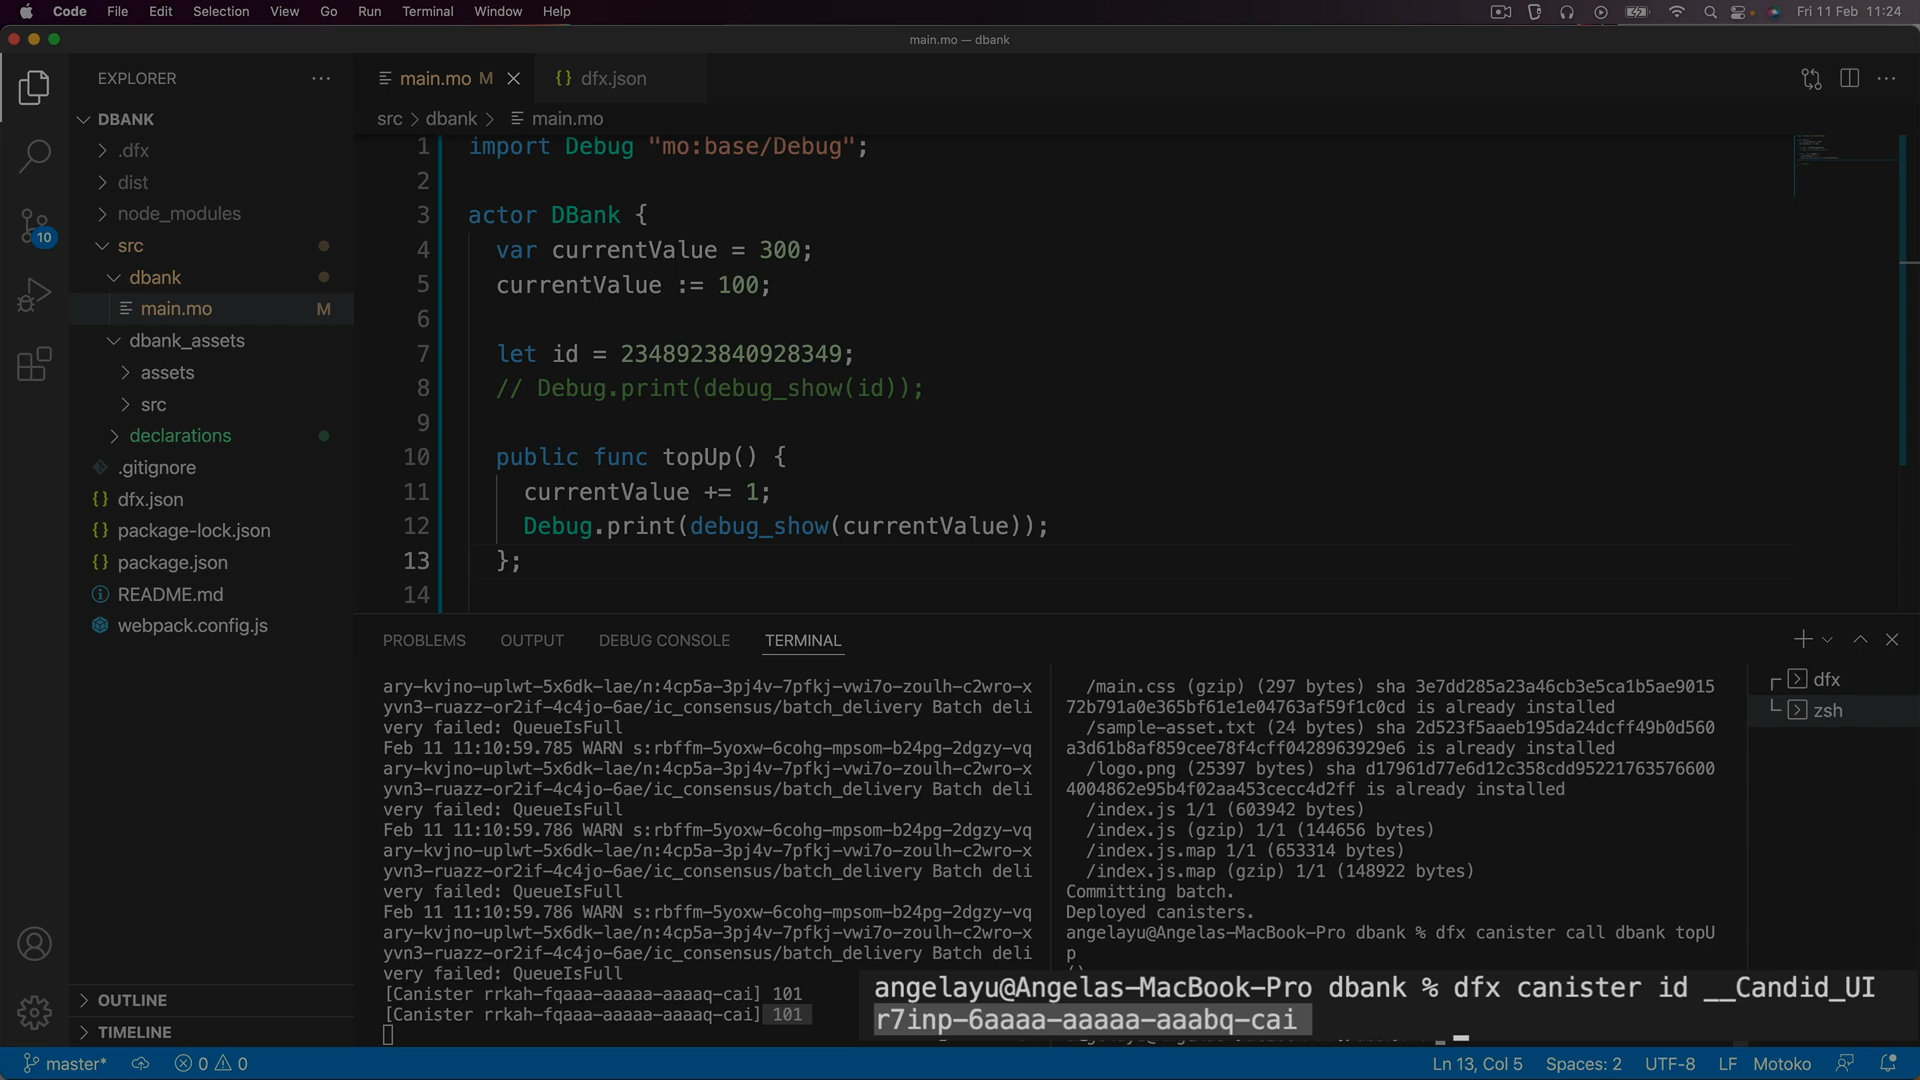 Code File Edit Selection View Go Run Terminal Window Help
Fri 11 Feb 11:24
main.mo — dbank
EXPLORER
DBANK
.dfx
dist
node_modules
src
dbank
main.mo M
dbank_assets
assets
src
declarations
.gitignore
dfx.json
package-lock.json
package.json
README.md
webpack.config.js
OUTLINE
TIMELINE
10
main.mo M
dfx.json
src > dbank > main.mo
1 import Debug "mo:base/Debug";
2
3 actor DBank {
4 var currentValue = 300;
5 currentValue := 100;
6
7 let id = 2348923840928349;
8 // Debug.print(debug_show(id));
9
10 public func topUp() {
11 currentValue += 1;
12 Debug.print(debug_show(currentValue));
13 };
14
PROBLEMS OUTPUT DEBUG CONSOLE TERMINAL
ary-kvjno-uplwt-5x6dk-lae/n:4cp5a-3pj4v-7pfkj-vwi7o-zoulh-c2wro-x
yvn3-ruazz-or2if-4c4jo-6ae/ic_consensus/batch_delivery Batch deli
very failed: QueueIsFull
Feb 11 11:10:59.785 WARN s:rbffm-5yoxw-6cohg-mpsom-b24pg-2dgzy-vq
ary-kvjno-uplwt-5x6dk-lae/n:4cp5a-3pj4v-7pfkj-vwi7o-zoulh-c2wro-x
yvn3-ruazz-or2if-4c4jo-6ae/ic_consensus/batch_delivery Batch deli
very failed: QueueIsFull
Feb 11 11:10:59.786 WARN s:rbffm-5yoxw-6cohg-mpsom-b24pg-2dgzy-vq
ary-kvjno-uplwt-5x6dk-lae/n:4cp5a-3pj4v-7pfkj-vwi7o-zoulh-c2wro-x
yvn3-ruazz-or2if-4c4jo-6ae/ic_consensus/batch_delivery Batch deli
very failed: QueueIsFull
Feb 11 11:10:59.786 WARN s:rbffm-5yoxw-6cohg-mpsom-b24pg-2dgzy-vq
ary-kvjno-uplwt-5x6dk-lae/n:4cp5a-3pj4v-7pfkj-vwi7o-zoulh-c2wro-x
yvn3-ruazz-or2if-4c4jo-6ae/ic_consensus/batch_delivery Batch deli
very failed: QueueIsFull
[Canister rrkah-fqaaa-aaaaa-aaaaq-cai] 101
[Canister rrkah-fqaaa-aaaaa-aaaaq-cai] 101
/main.css (gzip) (297 bytes) sha 3e7dd285a23a46cb3e5ca1b5ae9015
72b791a0e365bf61e1e04763af59f1c0cd is already installed
/sample-asset.txt (24 bytes) sha 2d523f5aaeb195da24dcff49b0d560
a3d61b8af859cee78f4cff0428963929e6 is already installed
/logo.png (25397 bytes) sha d17961d77e6d12c358cdd95221763576600
4004862e95b4f02aa453cecc4d2ff is already installed
/index.js 1/1 (603942 bytes)
/index.js (gzip) 1/1 (144656 bytes)
/index.js.map 1/1 (653314 bytes)
/index.js.map (gzip) 1/1 (148922 bytes)
Committing batch.
Deployed canisters.
angelayu@Angelas-MacBook-Pro dbank % dfx canister call dbank topU
p
angelayu@Angelas-MacBook-Pro dbank % dfx canister id __Candid_UI
r7inp-6aaaa-aaaaa-aaabq-cai
dfx
zsh
master* 0 0 Ln 13, Col 5 Spaces: 2 UTF-8 LF Motoko